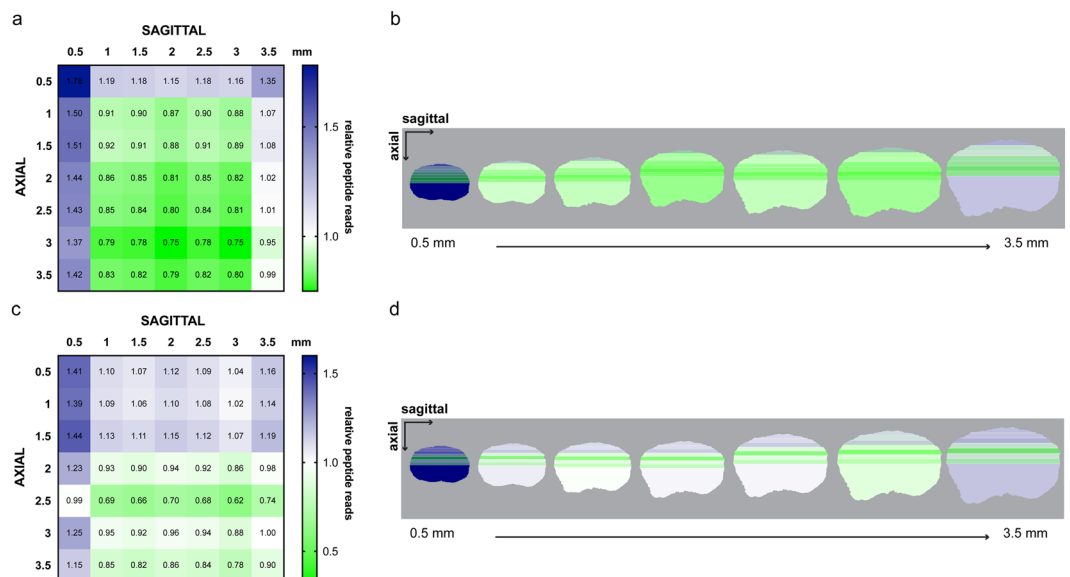 a
SAGITTAL
0.5 1 1.5 2 2.5 3 3.5 mm
AXIAL
0.5 1.78 1.19 1.18 1.15 1.18 1.16 1.35
1 1.50 0.91 0.90 0.87 0.90 0.88 1.07
1.5 1.51 0.92 0.91 0.88 0.91 0.89 1.08
2 1.44 0.86 0.85 0.81 0.85 0.82 1.02
2.5 1.43 0.85 0.84 0.80 0.84 0.81 1.01
3 1.37 0.79 0.78 0.75 0.78 0.75 0.95
3.5 1.42 0.83 0.82 0.79 0.82 0.80 0.99
1.5
1.0
relative peptide reads
b
sagittal
axial
0.5 mm 3.5 mm
c
SAGITTAL
0.5 1 1.5 2 2.5 3 3.5 mm
AXIAL
0.5 1.41 1.10 1.07 1.12 1.09 1.04 1.16
1 1.39 1.09 1.06 1.10 1.08 1.02 1.14
1.5 1.44 1.13 1.11 1.15 1.12 1.07 1.19
2 1.23 0.93 0.90 0.94 0.92 0.86 0.98
2.5 0.99 0.69 0.66 0.70 0.68 0.62 0.74
3 1.25 0.95 0.92 0.96 0.94 0.88 1.00
3.5 1.15 0.85 0.82 0.86 0.84 0.78 0.90
1.5
1.0
0.5
relative peptide reads
d
sagittal
axial
0.5 mm 3.5 mm